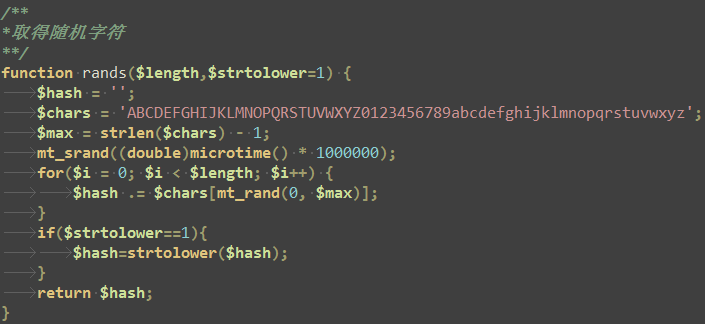 /**
*取得随机字符
**/
function rands($length,$strtolower=1) {
    $hash = '';
    $chars = 'ABCDEFGHIJKLMNOPQRSTUVWXYZ0123456789abcdefghijklmnopqrstuvwxyz';
    $max = strlen($chars) - 1;
    mt_srand((double)microtime() * 1000000);
    for($i = 0; $i < $length; $i++) {
        $hash .= $chars[mt_rand(0, $max)];
    }
    if($strtolower==1){
        $hash=strtolower($hash);
    }
    return $hash;
}